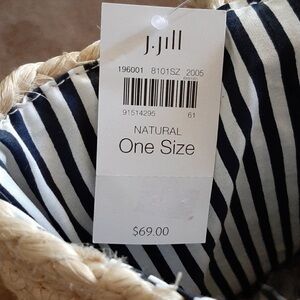 j.jill
196001 8101SZ 2005
91514295 61
NATURAL
One Size
$69.00